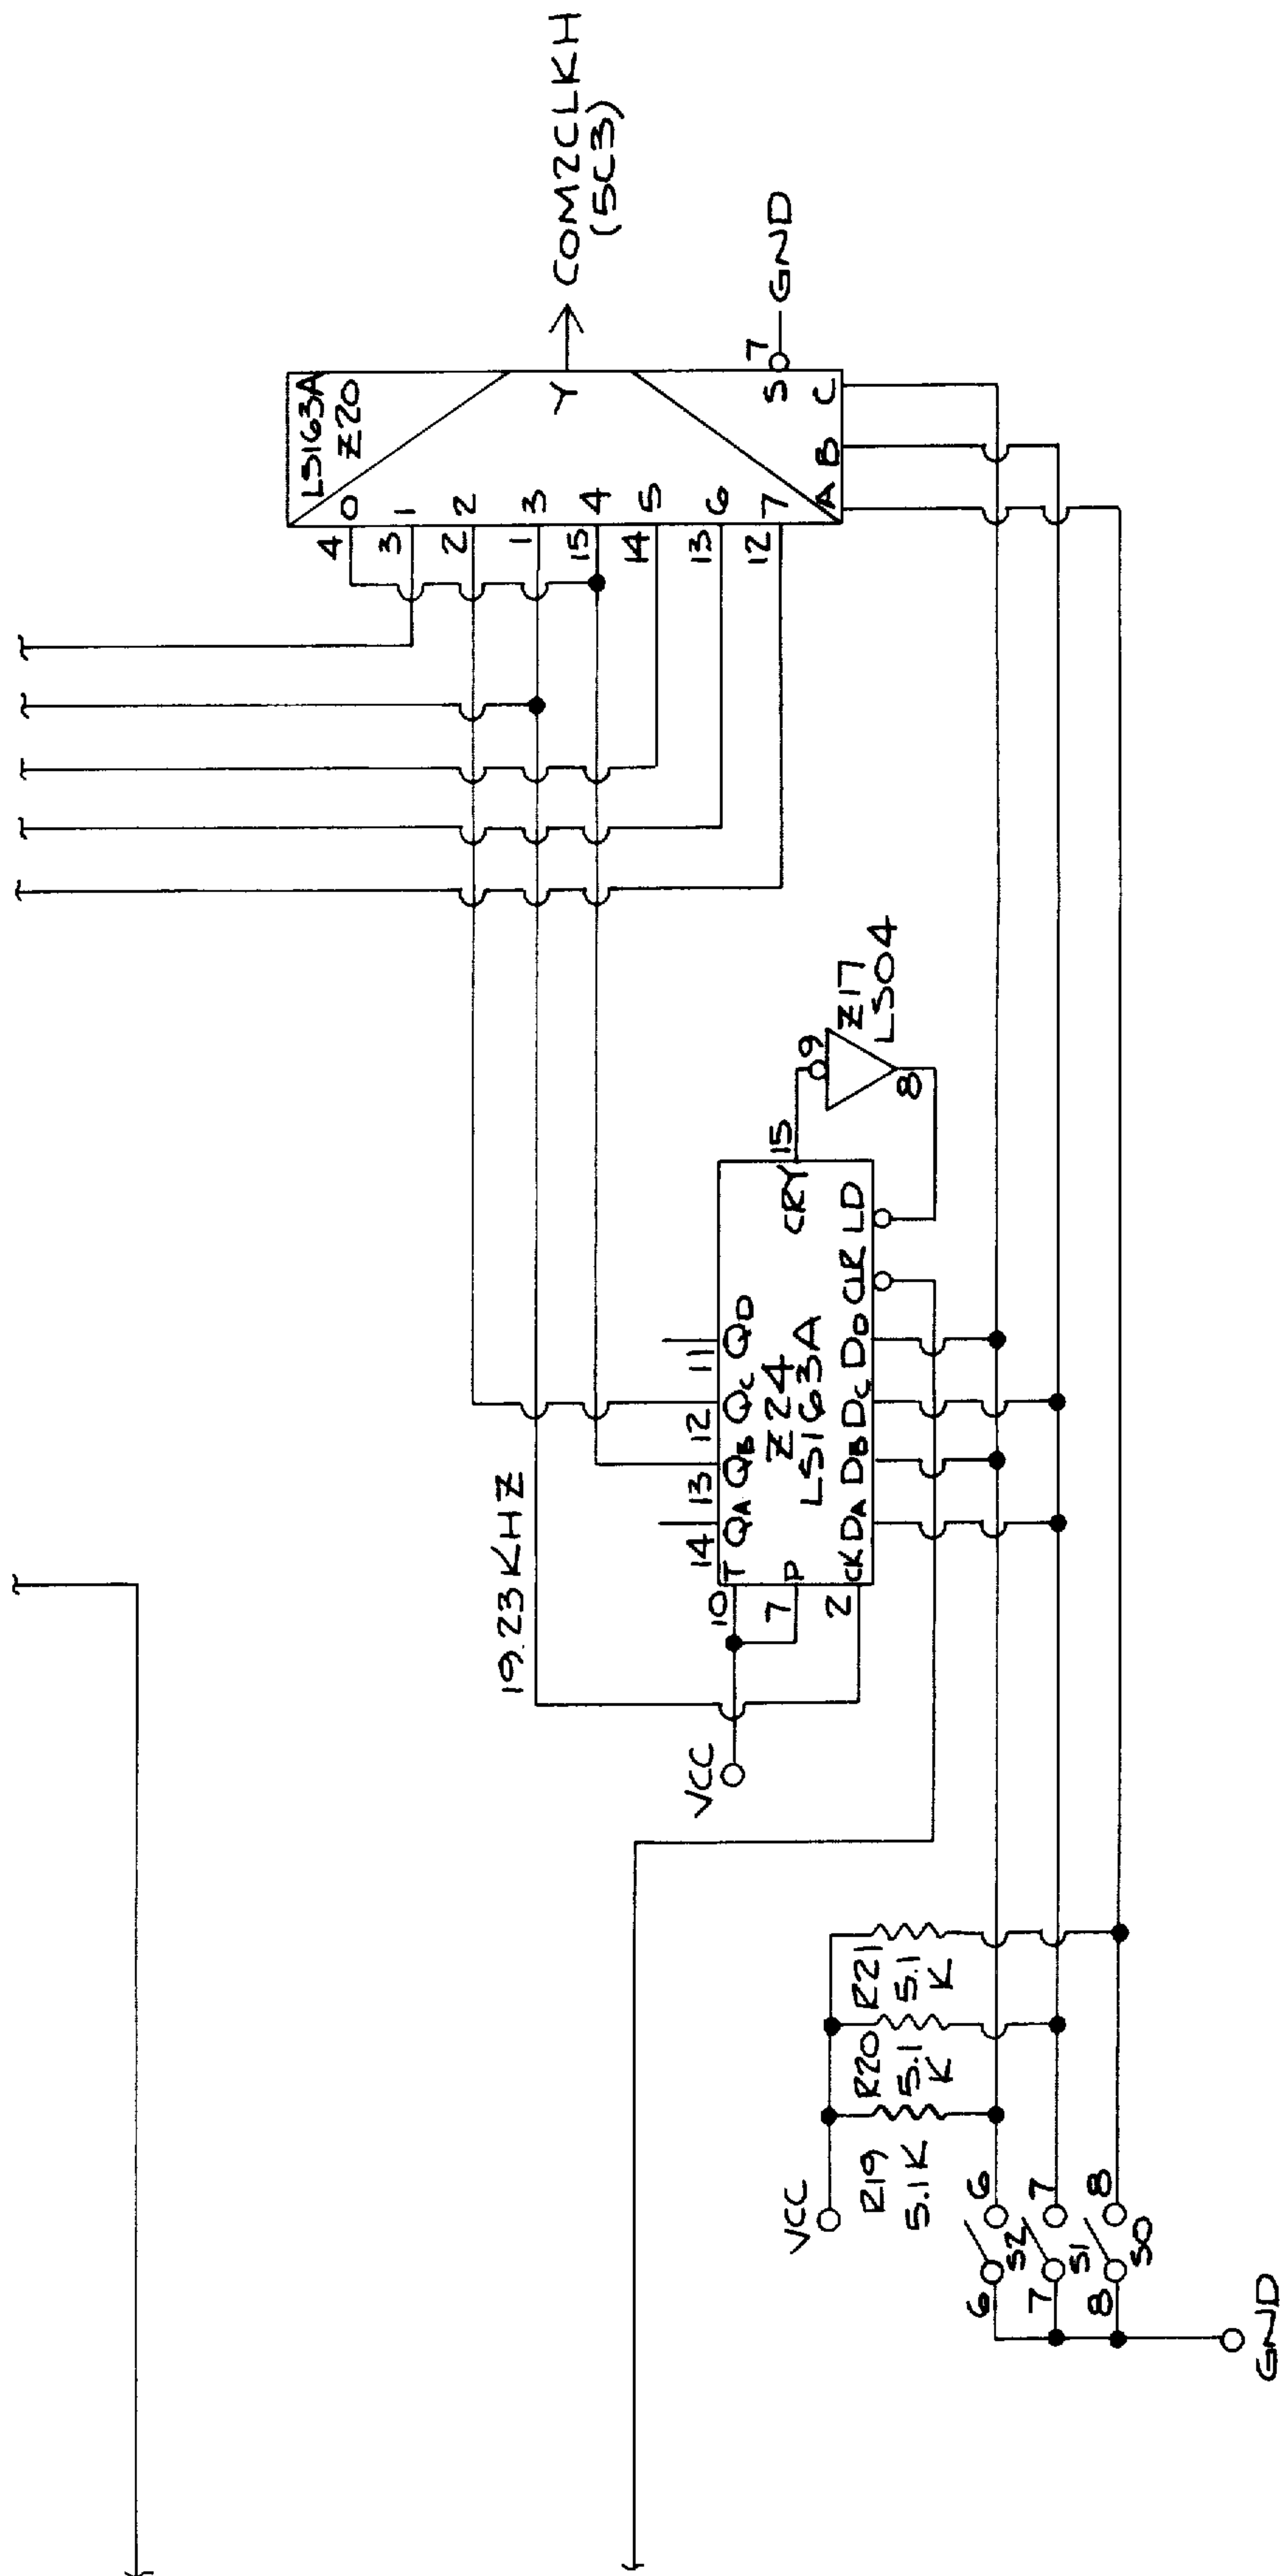 COM2CLKH
(5C3)
LS163A
Z20
Y
S
7
GND
0
1
2
3
4
5
6
7
A
B
C
4
3
2
1
15
14
13
12
Z17
LS04
9
8
15
CRY
19.23KHZ
14
13
12
11
QA
QB
QC
QD
Z24
LS163A
10
T
7
P
2
CK
DA
DB
DC
DD
CLR
LD
VCC
VCC
R19
5.1K
R20
5.1
K
R21
5.1
K
6
S2
6
7
S1
7
8
S0
8
GND